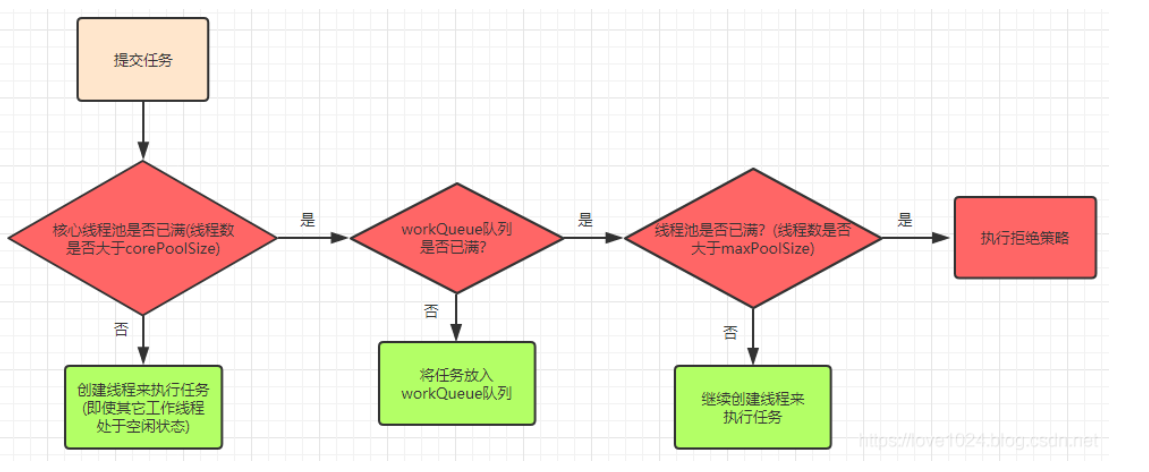 提交任务
核心线程池是否已满(线程数
是否大于corePoolSize)
是
workQueue队列
是否已满?
是
线程池是否已满?（线程数是否
大于maxPoolSize)
是
执行拒绝策略
否
创建线程来执行任务
(即使其它工作线程
处于空闲状态)
否
将任务放入
workQueue队列
否
继续创建线程来
执行任务
https://love1024.blog.csdn.net